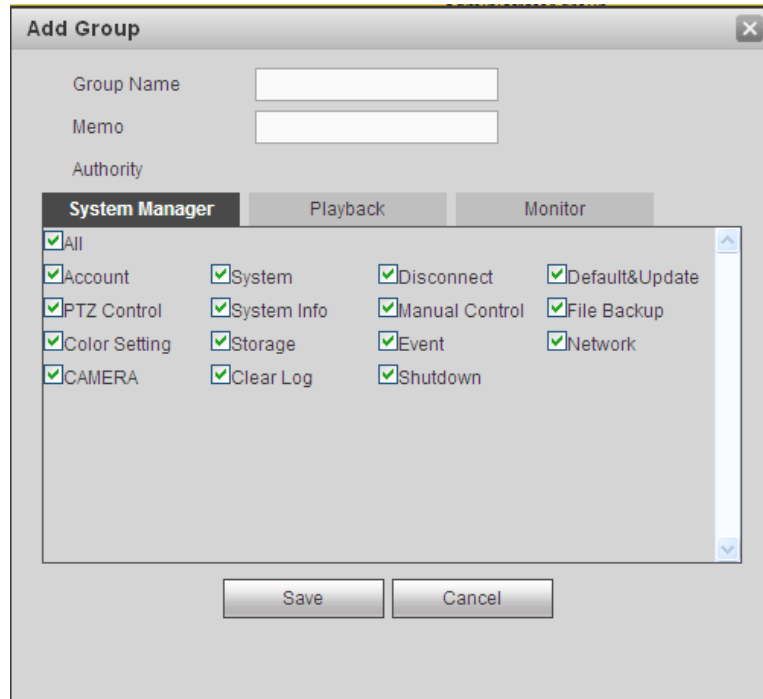 Add Group
Group Name
Memo
Authority
System Manager Playback Monitor
All
Account System Disconnect Default&Update
PTZ Control System Info Manual Control File Backup
Color Setting Storage Event Network
CAMERA Clear Log Shutdown
Save Cancel